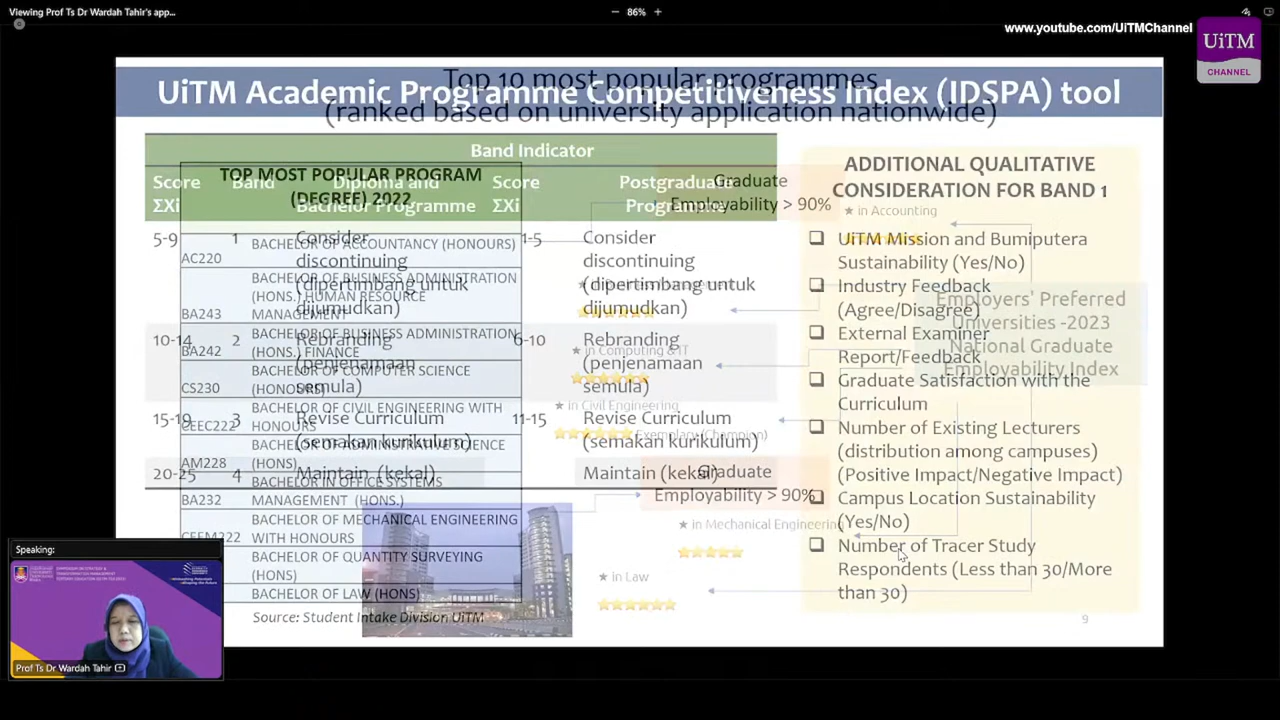 Viewing Prof Ts Dr Wardah Tahir's app...
86%
www.youtube.com/UiTMChannel
UiTM
CHANNEL
UiTM Academic Programme Competitiveness Index (IDSPA) tool
Top 10 most popular programmes
(ranked based on university application nationwide)
Band Indicator
Score Band Diploma and Score Postgraduate
ΣXi Bachelor Programme ΣXi Programme
5-9 1 Consider 1-5 Consider
discontinuing discontinuing
(dipertimbang untuk (dipertimbang untuk
dijumudkan) dijumudkan)
10-14 2 Rebranding 6-10 Rebranding
(penjenamaan (penjenamaan
semula) semula)
15-19 3 Revise Curriculum 11-15 Revise Curriculum
(semakan kurikulum) (semakan kurikulum)
20-25 4 Maintain (kekal) Maintain (kekal)
TOP MOST POPULAR PROGRAM
(DEGREE) 2022
AC220 BACHELOR OF ACCOUNTANCY (HONOURS)
BACHELOR OF BUSINESS ADMINISTRATION
(HONS.) HUMAN RESOURCE
BA243 MANAGEMENT
BACHELOR OF BUSINESS ADMINISTRATION
BA242 (HONS.) FINANCE
BACHELOR OF COMPUTER SCIENCE
CS230 (HONOURS)
BACHELOR OF CIVIL ENGINEERING WITH
CEEC222 HONOURS
BACHELOR OF ADMINISTRATIVE SCIENCE
AM228 (HONS)
BACHELOR IN OFFICE SYSTEMS
BA232 MANAGEMENT (HONS.)
BACHELOR OF MECHANICAL ENGINEERING
CEEM222 WITH HONOURS
BACHELOR OF QUANTITY SURVEYING
(HONS)
BACHELOR OF LAW (HONS)
Source: Student Intake Division UiTM
Graduate
Employability > 90%
in Accounting
in Computing & IT
in Civil Engineering
Exemplary (Champion)
Graduate
Employability > 90%
in Mechanical Engineering
in Law
Employers' Preferred
Universities -2023
National Graduate
Employability Index
ADDITIONAL QUALITATIVE
CONSIDERATION FOR BAND 1
UiTM Mission and Bumiputera
Sustainability (Yes/No)
Industry Feedback
(Agree/Disagree)
External Examiner
Report/Feedback
Graduate Satisfaction with the
Curriculum
Number of Existing Lecturers
(distribution among campuses)
(Positive Impact/Negative Impact)
Campus Location Sustainability
(Yes/No)
Number of Tracer Study
Respondents (Less than 30/More
than 30)
9
Speaking:
Prof Ts Dr Wardah Tahir